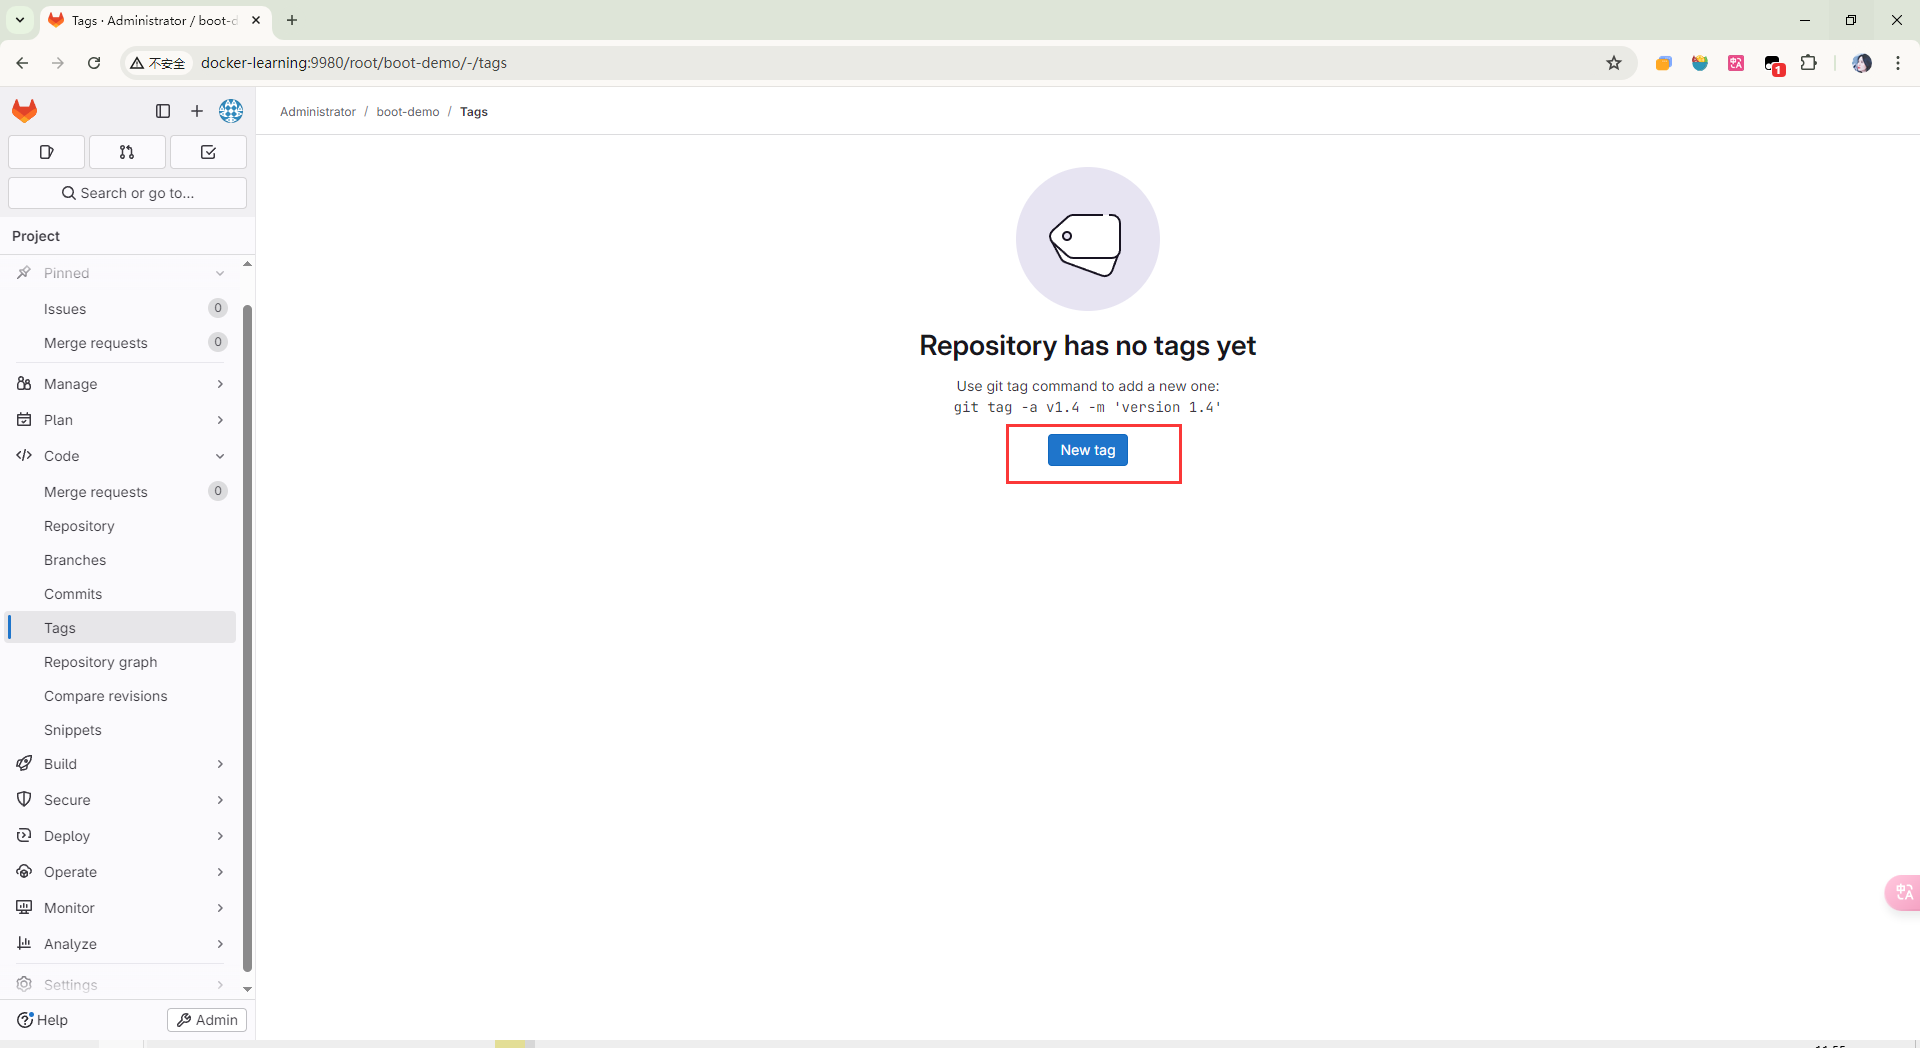 Tags · Administrator / boot-d
不安全
docker-learning:9980/root/boot-demo/-/tags
1
Administrator / boot-demo / Tags
Search or go to...
Project
Pinned
Issues 0
Merge requests 0
Manage
Plan
Code
Merge requests 0
Repository
Branches
Commits
Tags
Repository graph
Compare revisions
Snippets
Build
Secure
Deploy
Operate
Monitor
Analyze
Settings
Help
Admin
Repository has no tags yet
Use git tag command to add a new one:
git tag -a v1.4 -m 'version 1.4'
New tag